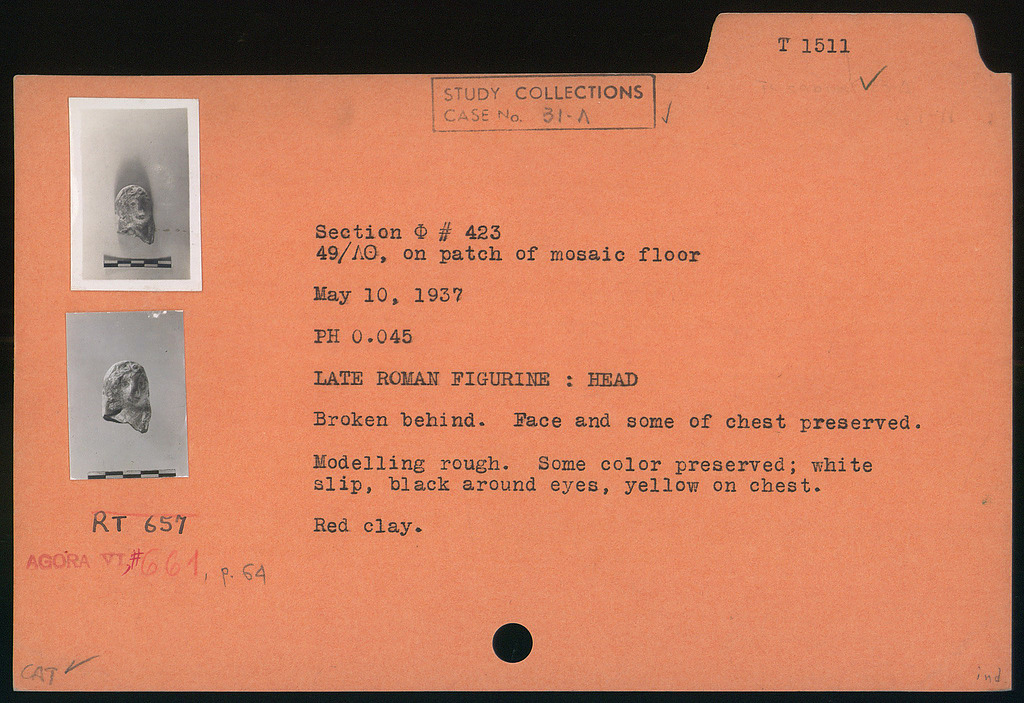 T 1511
✓
STUDY COLLECTIONS
CASE No. 31-Λ ✓
Section Φ # 423
49/ΛΘ, on patch of mosaic floor
May 10, 1937
PH 0.045
LATE ROMAN FIGURINE : HEAD
Broken behind. Face and some of chest preserved.
Modelling rough. Some color preserved; white
slip, black around eyes, yellow on chest.
Red clay.
RT 657
AGORA VI, #661, p. 64
CAT ✓
ind